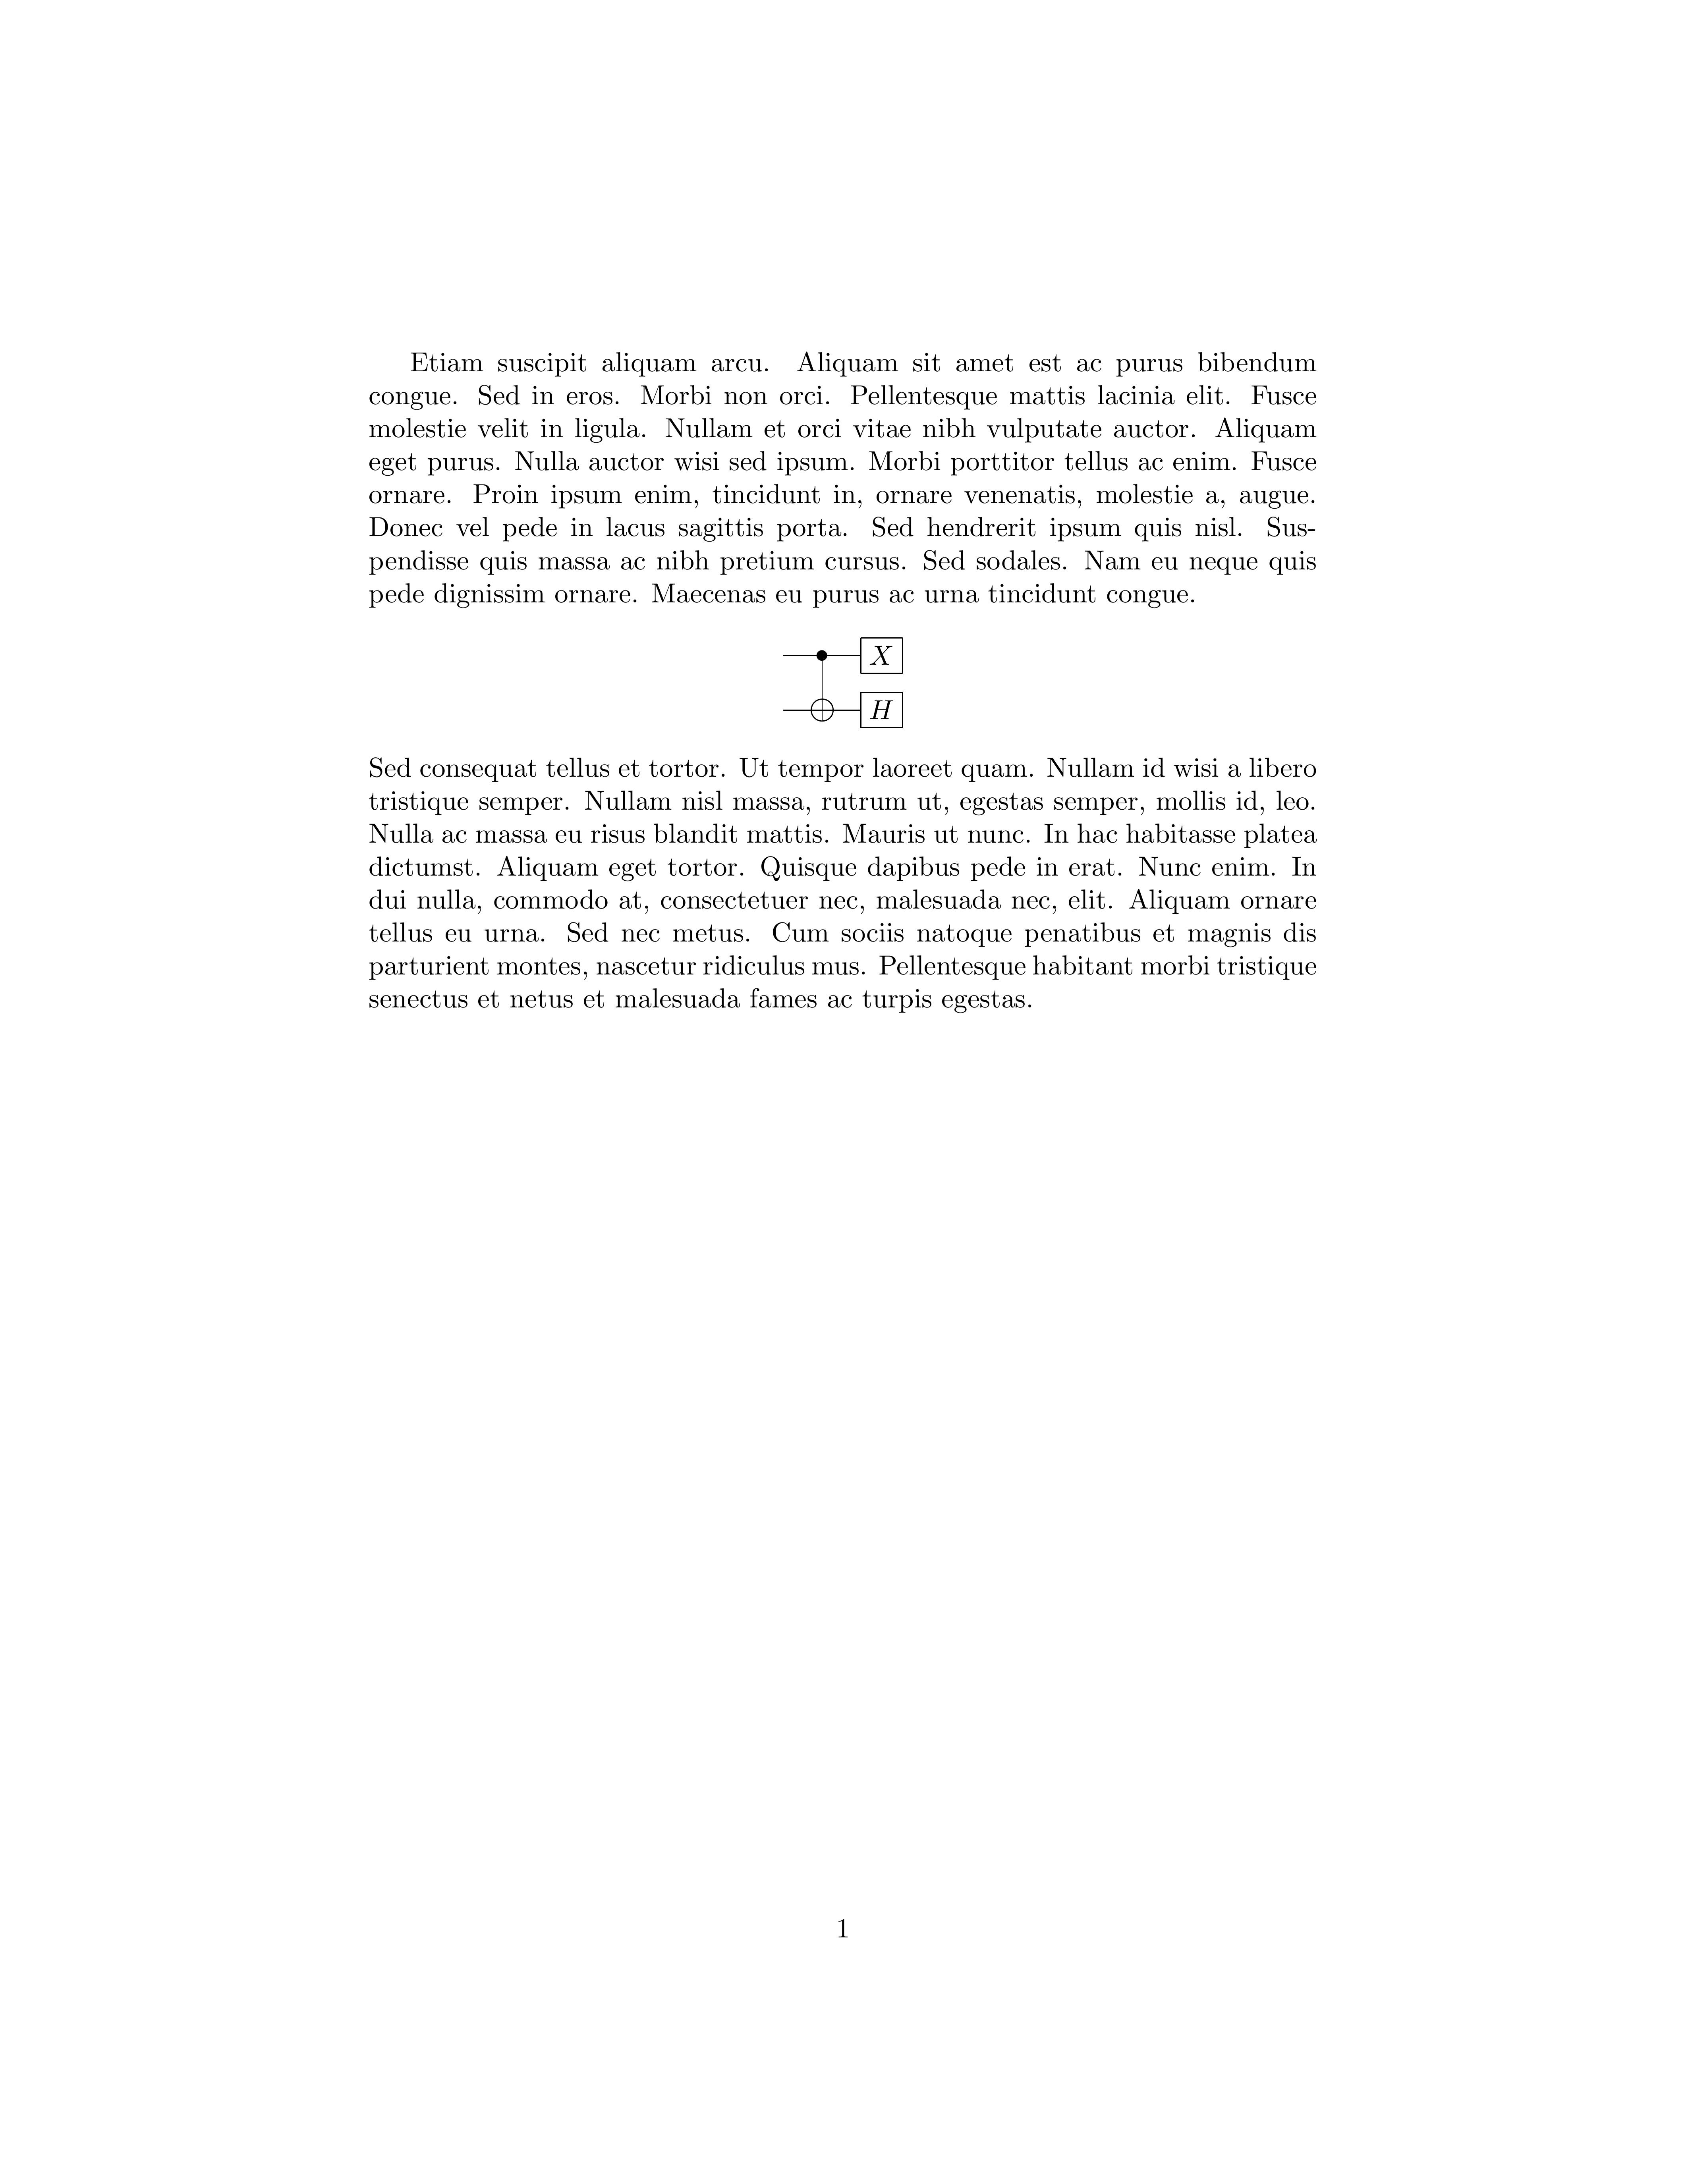 Etiam suscipit aliquam arcu. Aliquam sit amet est ac purus bibendum
congue. Sed in eros. Morbi non orci. Pellentesque mattis lacinia elit. Fusce
molestie velit in ligula. Nullam et orci vitae nibh vulputate auctor. Aliquam
eget purus. Nulla auctor wisi sed ipsum. Morbi porttitor tellus ac enim. Fusce
ornare. Proin ipsum enim, tincidunt in, ornare venenatis, molestie a, augue.
Donec vel pede in lacus sagittis porta. Sed hendrerit ipsum quis nisl. Sus-
pendisse quis massa ac nibh pretium cursus. Sed sodales. Nam eu neque quis
pede dignissim ornare. Maecenas eu purus ac urna tincidunt congue.
X
H
Sed consequat tellus et tortor. Ut tempor laoreet quam. Nullam id wisi a libero
tristique semper. Nullam nisl massa, rutrum ut, egestas semper, mollis id, leo.
Nulla ac massa eu risus blandit mattis. Mauris ut nunc. In hac habitasse platea
dictumst. Aliquam eget tortor. Quisque dapibus pede in erat. Nunc enim. In
dui nulla, commodo at, consectetuer nec, malesuada nec, elit. Aliquam ornare
tellus eu urna. Sed nec metus. Cum sociis natoque penatibus et magnis dis
parturient montes, nascetur ridiculus mus. Pellentesque habitant morbi tristique
senectus et netus et malesuada fames ac turpis egestas.
1